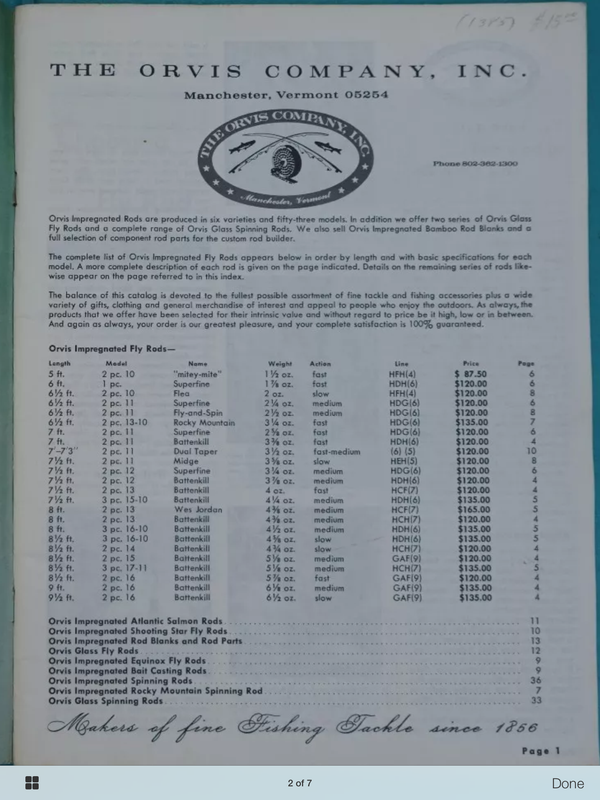 (1385) $15.00
THE ORVIS COMPANY, INC.
Manchester, Vermont 05254
THE ORVIS COMPANY, INC.
Manchester, Vermont
Phone 802-362-1300
Orvis Impregnated Rods are produced in six varieties and fifty-three models. In addition we offer two series of Orvis Glass
Fly Rods and a complete range of Orvis Glass Spinning Rods. We also sell Orvis Impregnated Bamboo Rod Blanks and a
full selection of component rod parts for the custom rod builder.
The complete list of Orvis Impregnated Fly Rods appears below in order by length and with basic specifications for each
model. A more complete description of each rod is given on the page indicated. Details on the remaining series of rods like-
wise appear on the page referred to in this index.
The balance of this catalog is devoted to the fullest possible assortment of fine tackle and fishing accessories plus a wide
variety of gifts, clothing and general merchandise of interest and appeal to people who enjoy the outdoors. As always, the
products that we offer have been selected for their intrinsic value and without regard to price be it high, low or in between.
And again as always, your order is our greatest pleasure, and your complete satisfaction is 100% guaranteed.
Orvis Impregnated Fly Rods—
Length Model Name Weight Action Line Price Page
5 ft. 2 pc. 10 "mitey-mite" 1½ oz. fast HFH(4) $ 87.50 6
6 ft. 1 pc. Superfine 1⅞ oz. fast HDH(6) $120.00 6
6½ ft. 2 pc. 10 Flea 2 oz. slow HFH(4) $120.00 8
6½ ft. 2 pc. 11 Superfine 2¼ oz. medium HDG(6) $120.00 6
6½ ft. 2 pc. 11 Fly-and-Spin 2½ oz. medium HDG(6) $120.00 8
6½ ft. 2 pc. 13-10 Rocky Mountain 3¼ oz. fast HDG(6) $135.00 7
7 ft. 2 pc. 11 Superfine 2⅝ oz. fast HDG(6) $120.00 6
7 ft. 2 pc. 11 Battenkill 3⅜ oz. fast HDH(6) $120.00 4
7'-7'3" 2 pc. 11 Dual Taper 3½ oz. fast-medium (6) (5) $120.00 10
7½ ft. 2 pc. 11 Midge 3⅝ oz. slow HEH(5) $120.00 8
7½ ft. 2 pc. 12 Superfine 3¼ oz. medium HDG(6) $120.00 6
7½ ft. 2 pc. 12 Battenkill 3⅞ oz. medium HDH(6) $120.00 4
7½ ft. 2 pc. 13 Battenkill 4 oz. fast HCF(7) $120.00 4
7½ ft. 3 pc. 15-10 Battenkill 4¼ oz. medium HDH(6) $135.00 5
8 ft. 2 pc. 13 Wes Jordan 4⅜ oz. medium HCF(7) $165.00 5
8 ft. 2 pc. 13 Battenkill 4⅜ oz. medium HCH(7) $120.00 4
8 ft. 3 pc. 16-10 Battenkill 4½ oz. medium HDH(6) $135.00 5
8½ ft. 3 pc. 16-10 Battenkill 4⅝ oz. slow HDH(6) $135.00 5
8½ ft. 2 pc. 14 Battenkill 4¾ oz. slow HCH(7) $120.00 4
8½ ft. 2 pc. 15 Battenkill 5⅛ oz. medium GAF(9) $120.00 4
8½ ft. 3 pc. 17-11 Battenkill 5⅛ oz. medium HCH(7) $135.00 5
8½ ft. 2 pc. 16 Battenkill 5⅞ oz. fast GAF(9) $120.00 4
9 ft. 2 pc. 16 Battenkill 6⅛ oz. medium GAF(9) $135.00 4
9½ ft. 2 pc. 16 Battenkill 6½ oz. slow GAF(9) $135.00 4
Orvis Impregnated Atlantic Salmon Rods 11
Orvis Impregnated Shooting Star Fly Rods 10
Orvis Impregnated Rod Blanks and Rod Parts 13
Orvis Glass Fly Rods 12
Orvis Impregnated Equinox Fly Rods 9
Orvis Impregnated Bait Casting Rods 9
Orvis Impregnated Spinning Rods 36
Orvis Impregnated Rocky Mountain Spinning Rod 7
Orvis Glass Spinning Rods 33
Makers of fine Fishing Tackle since 1856
Page 1
2 of 7
Done